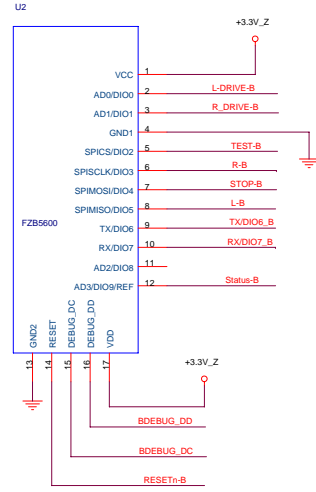 U2
+3.3V_Z
VCC 1
AD0/DIO0 2 L-DRIVE-B
AD1/DIO1 3 R_DRIVE-B
GND1 4
SPICS/DIO2 5 TEST-B
SPISCLK/DIO3 6 R-B
SPIMOSI/DIO4 7 STOP-B
SPIMISO/DIO5 8 L-B
FZB5600
TX/DIO6 9 TX/DIO6_B
RX/DIO7 10 RX/DIO7_B
AD2/DIO8 11
AD3/DIO9/REF 12 Status-B
GND2 RESET DEBUG_DC DEBUG_DD VDD
13 14 15 16 17
+3.3V_Z
BDEBUG_DD
BDEBUG_DC
RESETn-B